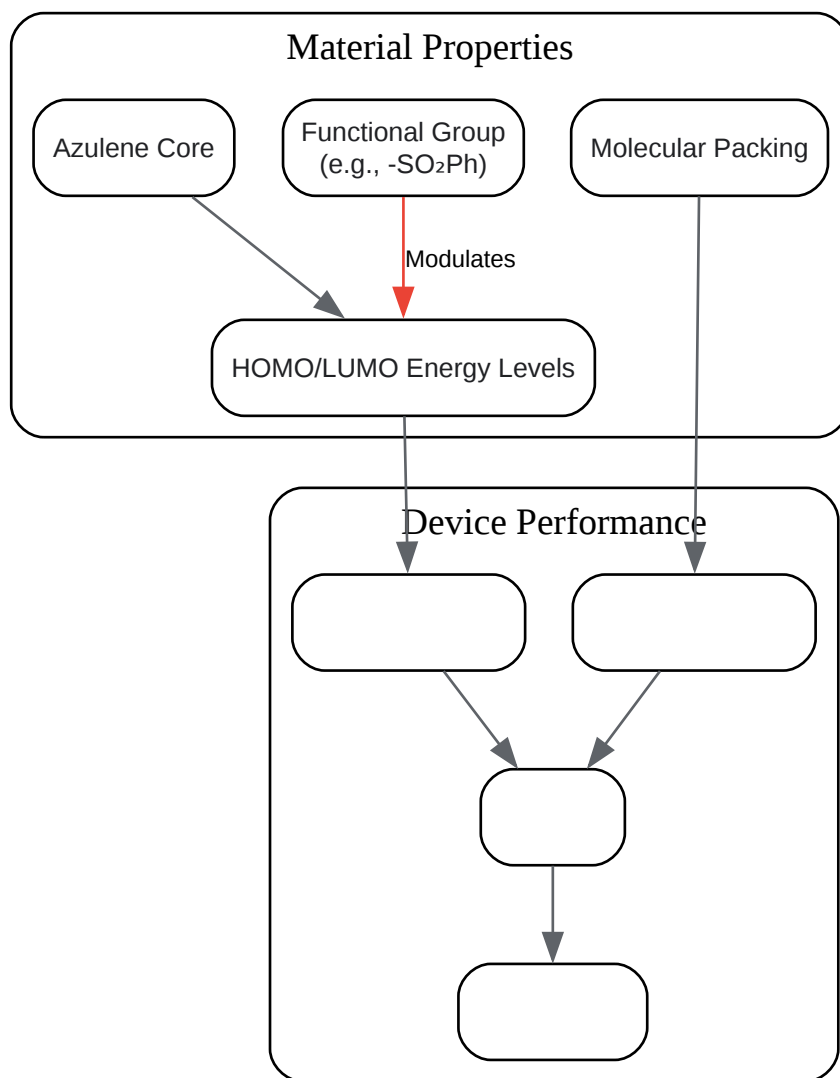 Material Properties
Azulene Core
Functional Group
(e.g., -SO₂Ph)
Molecular Packing
Modulates
HOMO/LUMO Energy Levels
Device Performance